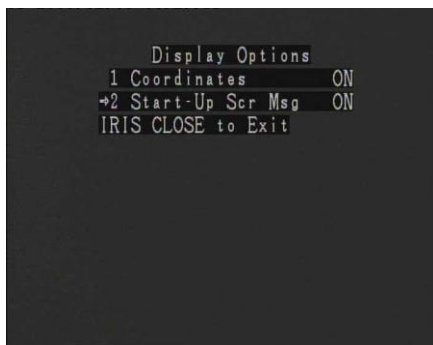 Display Options
1 Coordinates ON
➔2 Start-Up Scr Msg ON
IRIS CLOSE to Exit